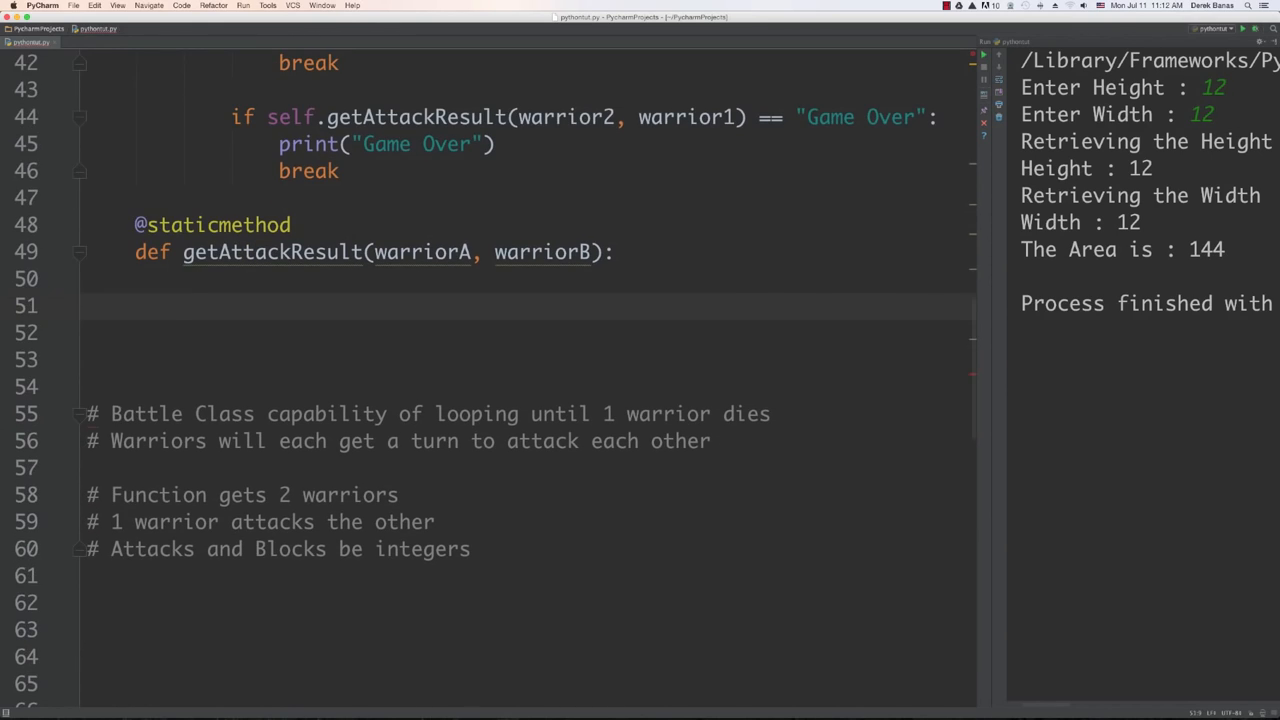 PyCharm File Edit View Navigate Code Refactor Run Tools VCS Window Help
10 Mon Jul 11 11:12 AM Derek Banas
pythontut.py - PycharmProjects - [~/PycharmProjects]
PycharmProjects pythontut.py
pythontut
pythontut.py
Run pythontut
42 break
43
44 if self.getAttackResult(warrior2, warrior1) == "Game Over":
45 print("Game Over")
46 break
47
48 @staticmethod
49 def getAttackResult(warriorA, warriorB):
50
51
52
53
54
55 # Battle Class capability of looping until 1 warrior dies
56 # Warriors will each get a turn to attack each other
57
58 # Function gets 2 warriors
59 # 1 warrior attacks the other
60 # Attacks and Blocks be integers
61
62
63
64
65
/Library/Frameworks/Py
Enter Height : 12
Enter Width : 12
Retrieving the Height
Height : 12
Retrieving the Width
Width : 12
The Area is : 144
Process finished with